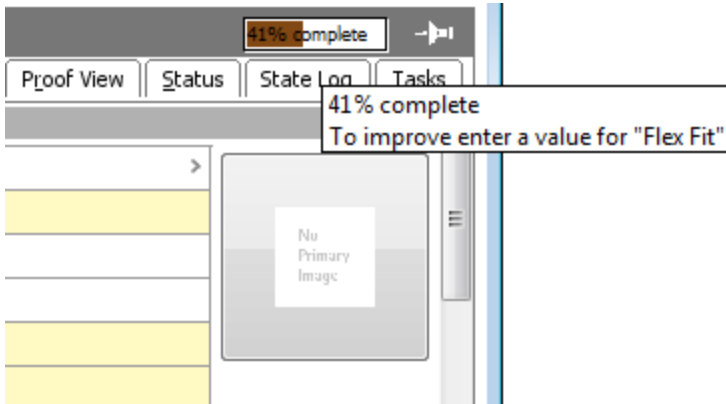 41% complete
Proof View
Status
State Log
Tasks
41% complete
To improve enter a value for "Flex Fit"
No
Primary
Image